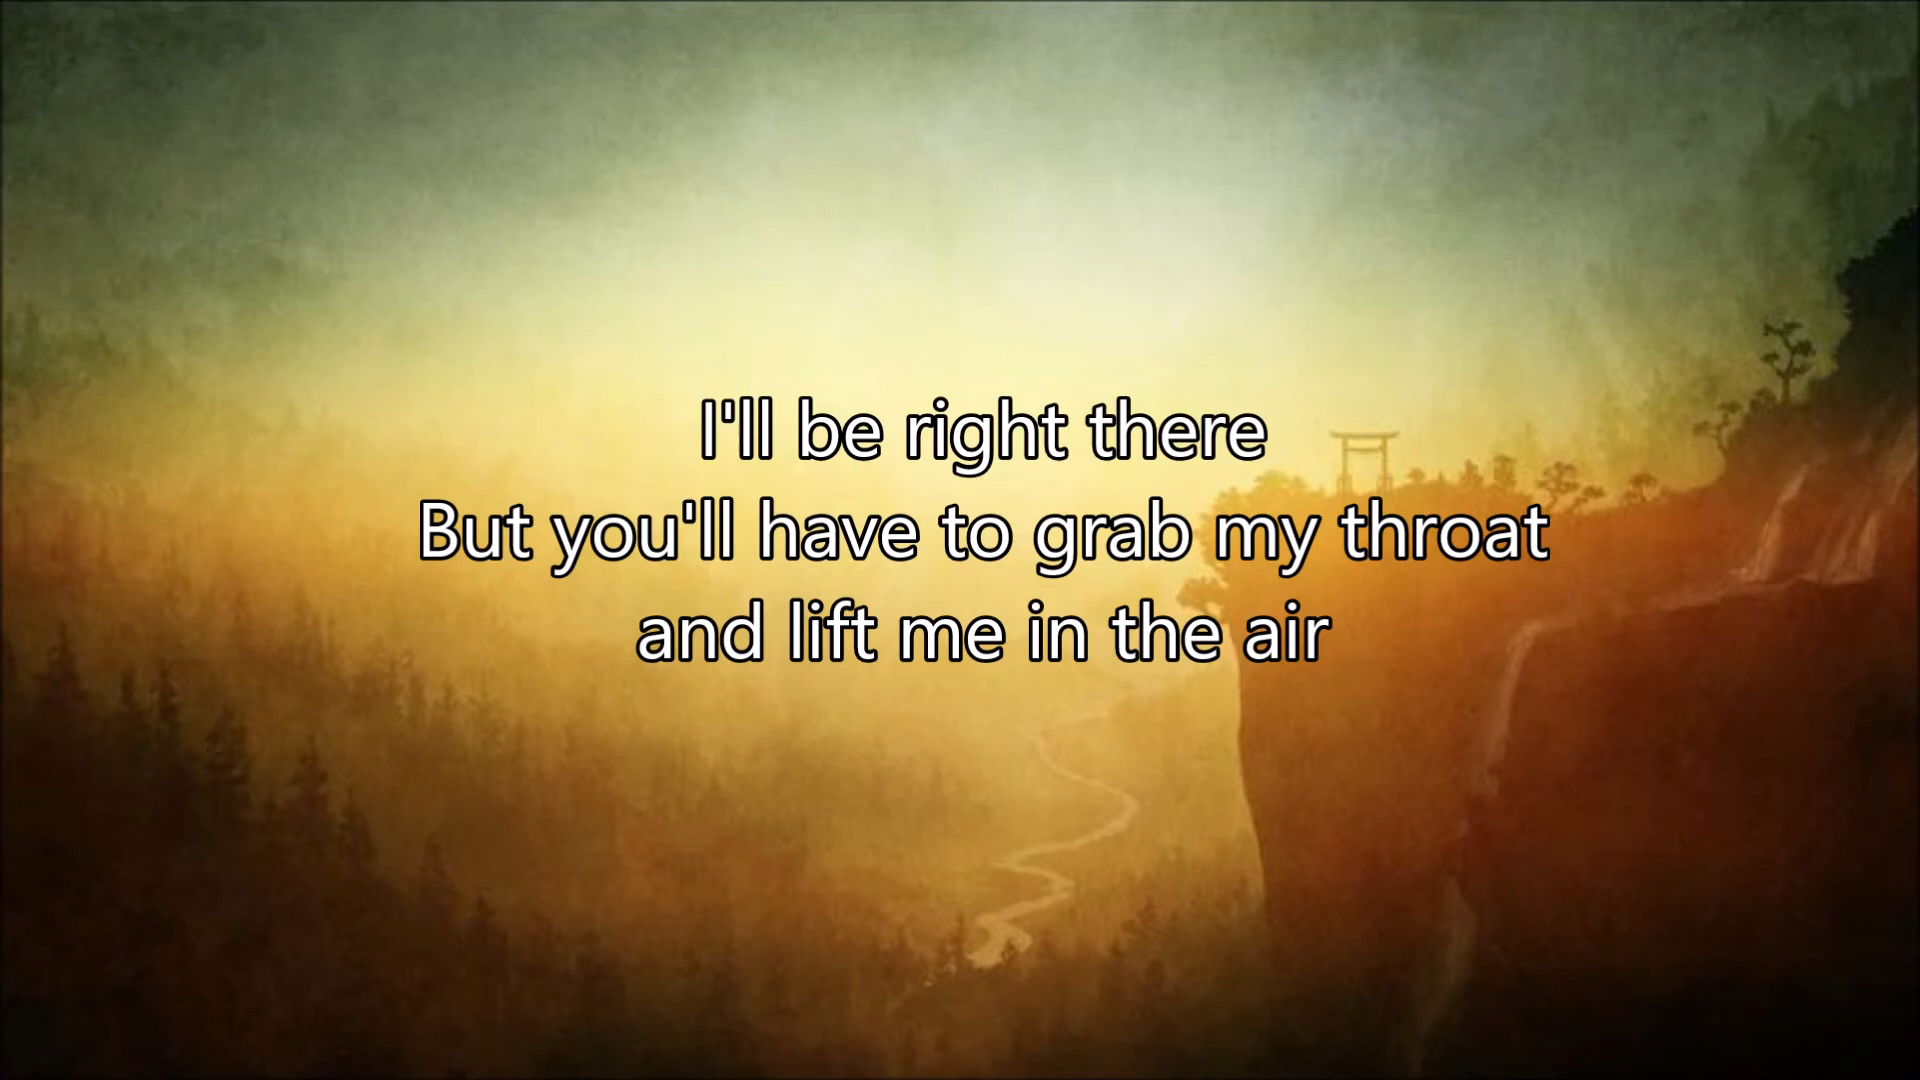 I'll be right there
But you'll have to grab my throat
and lift me in the air